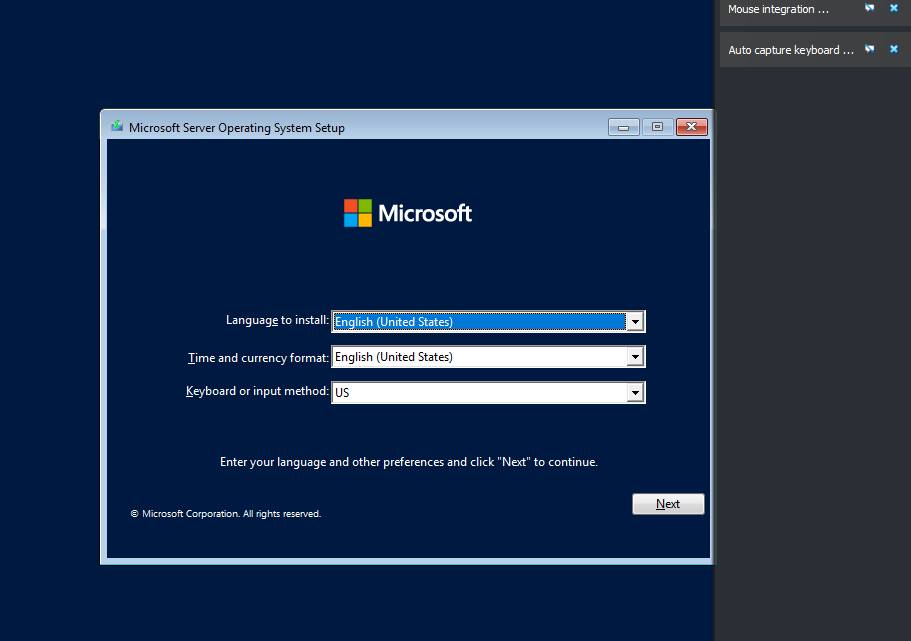 Mouse integration ...
Auto capture keyboard ...
Microsoft Server Operating System Setup
Microsoft
Language to install: English (United States)
Time and currency format: English (United States)
Keyboard or input method: US
Enter your language and other preferences and click "Next" to continue.
© Microsoft Corporation. All rights reserved.
Next